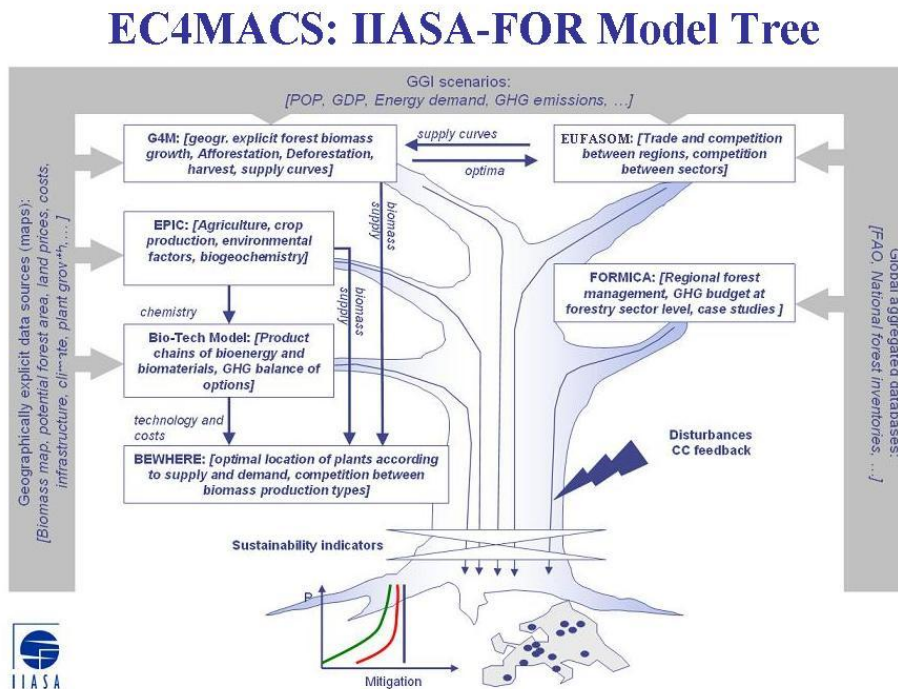 EC4MACS: IIASA-FOR Model Tree
GGI scenarios:
[POP, GDP, Energy demand, GHG emissions, ...]
G4M: [geogr. explicit forest biomass
growth, Afforestation, Deforestation,
harvest, supply curves]
supply curves
optima
EUFASOM: [Trade and competition
between regions, competition
between sectors]
Geographically explicit data sources (maps):
[Biomass map, potential forest area, land prices, costs,
infrastructure, climate, plant growth, ...]
EPIC: [Agriculture, crop
production, environmental
factors, biogeochemistry]
biomass
supply
biomass
supply
FORMICA: [Regional forest
management, GHG budget at
forestry sector level, case studies ]
Global aggregated databases:
[FAO, National forest inventories, ...]
chemistry
Bio-Tech Model: [Product
chains of bioenergy and
biomaterials, GHG balance of
options]
technology and
costs
BEWHERE: [optimal location of plants according
to supply and demand, competition between
biomass production types]
Disturbances
CC feedback
Sustainability indicators
P
Mitigation
IIASA